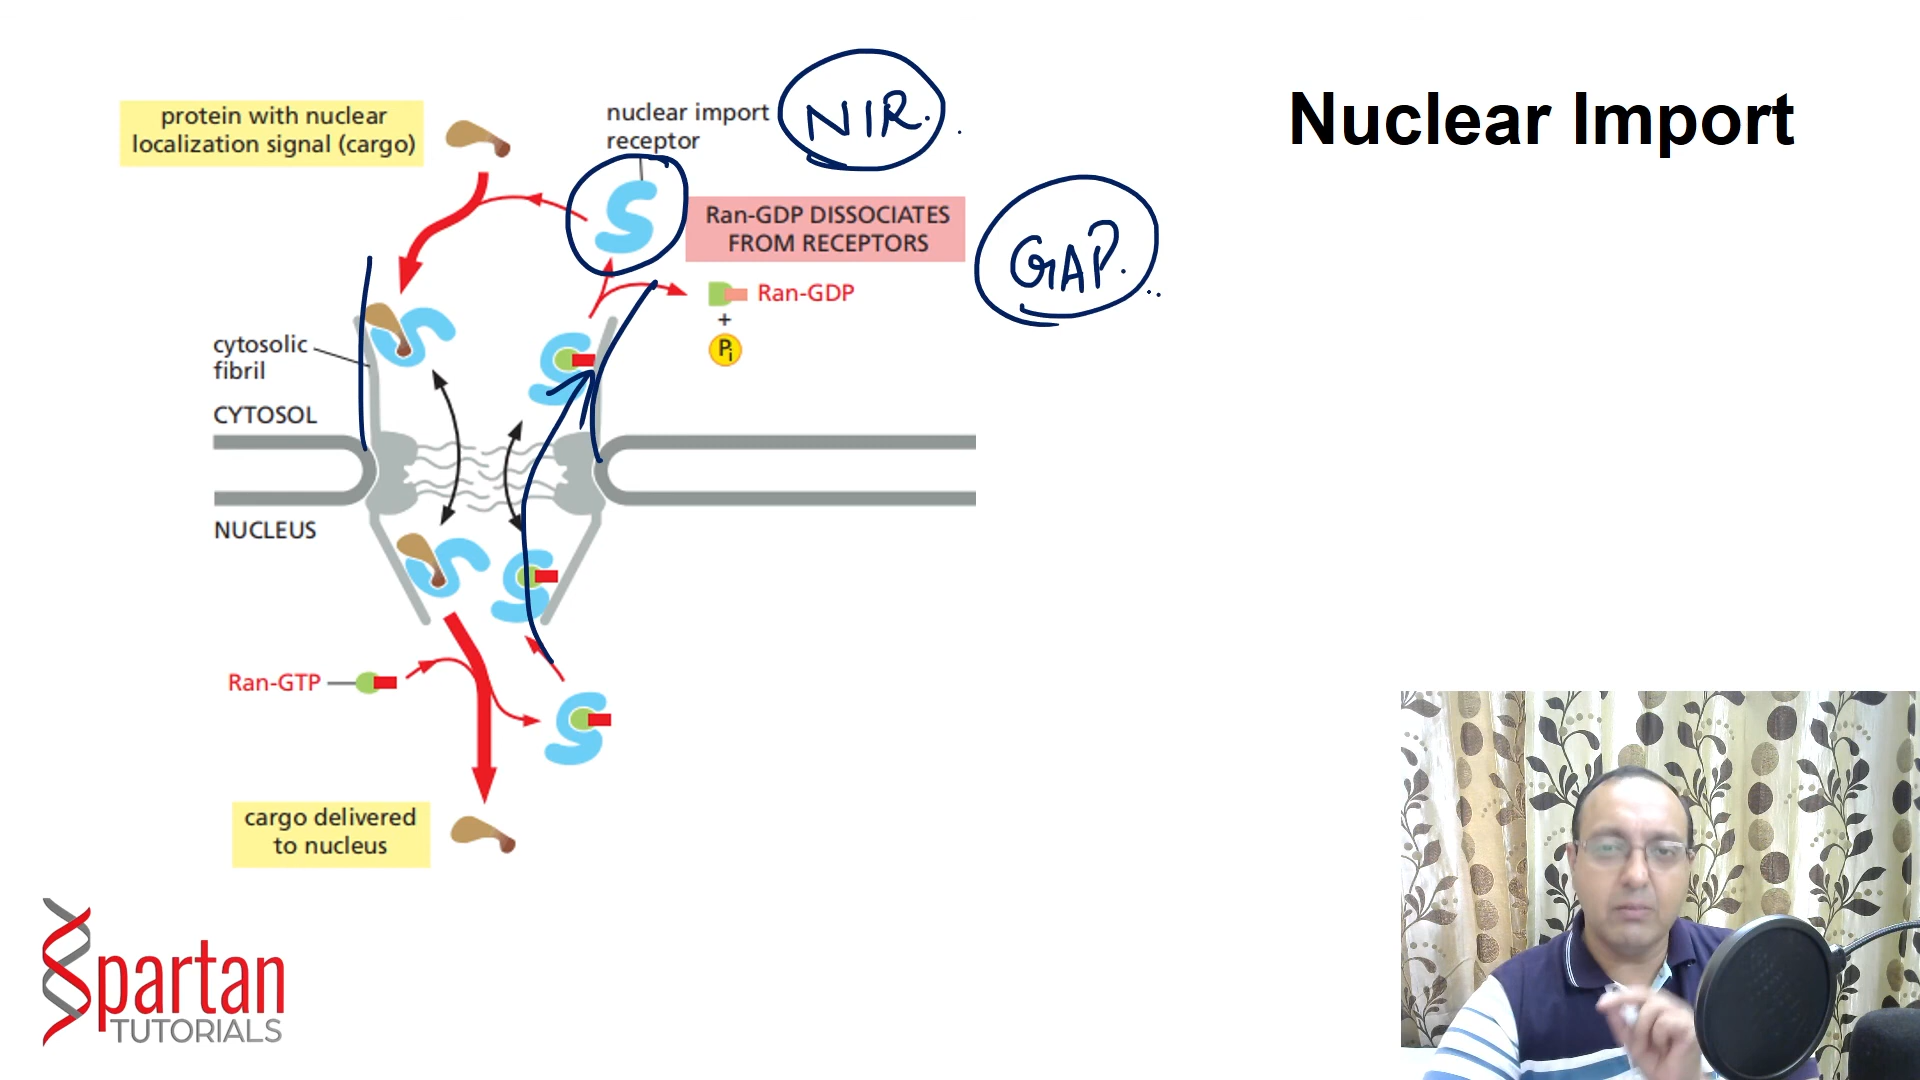 Nuclear Import
protein with nuclear
localization signal (cargo)
nuclear import
receptor
NIR.
Ran-GDP DISSOCIATES
FROM RECEPTORS
GAP.
Ran-GDP
+
Pi
cytosolic
fibril
CYTOSOL
NUCLEUS
Ran-GTP
cargo delivered
to nucleus
Spartan
TUTORIALS